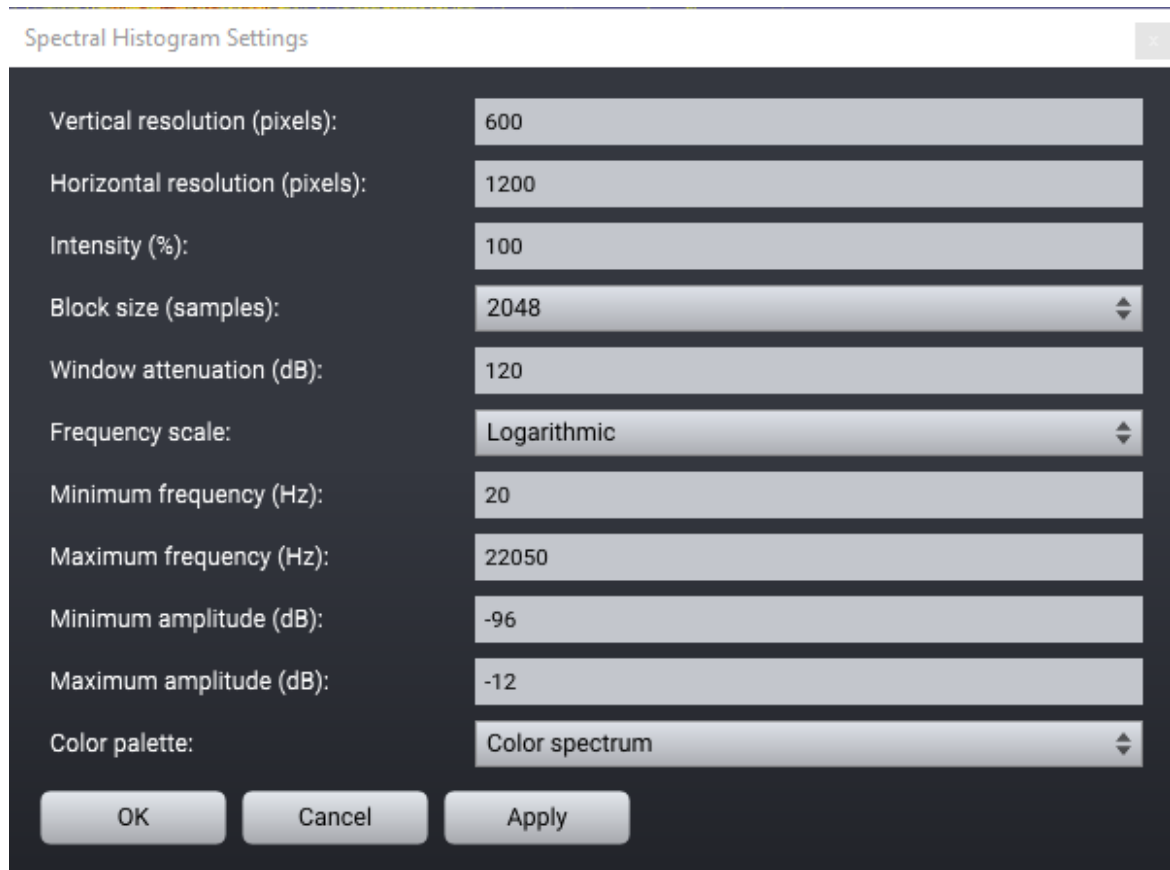 Spectral Histogram Settings
x
Vertical resolution (pixels): 600
Horizontal resolution (pixels): 1200
Intensity (%): 100
Block size (samples): 2048
Window attenuation (dB): 120
Frequency scale: Logarithmic
Minimum frequency (Hz): 20
Maximum frequency (Hz): 22050
Minimum amplitude (dB): -96
Maximum amplitude (dB): -12
Color palette: Color spectrum
OK Cancel Apply